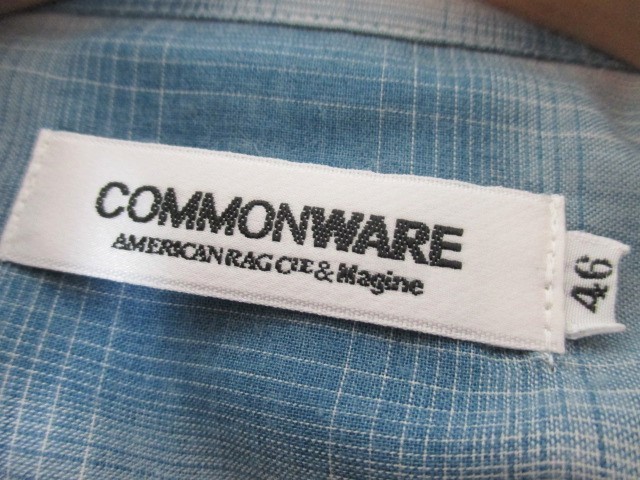 COMMONWARE
AMERICAN RAG CIE & Magine
46